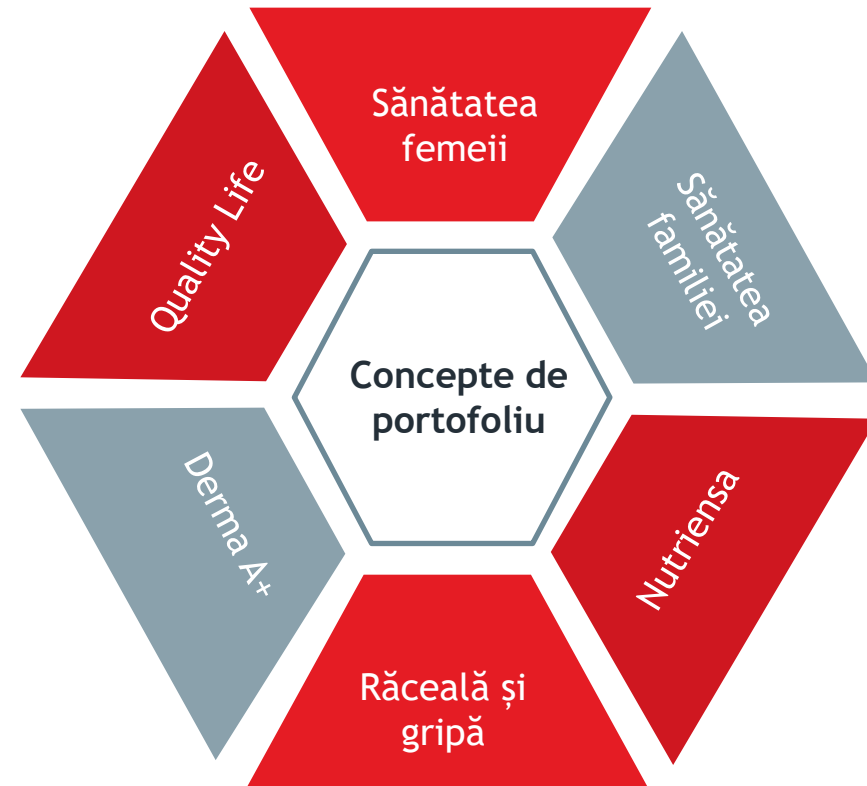 Sănătatea
femeii
Sănătatea
familiei
Nutriensa
Răceală și
gripă
Derma A+
Quality Life
Concepte de
portofoliu